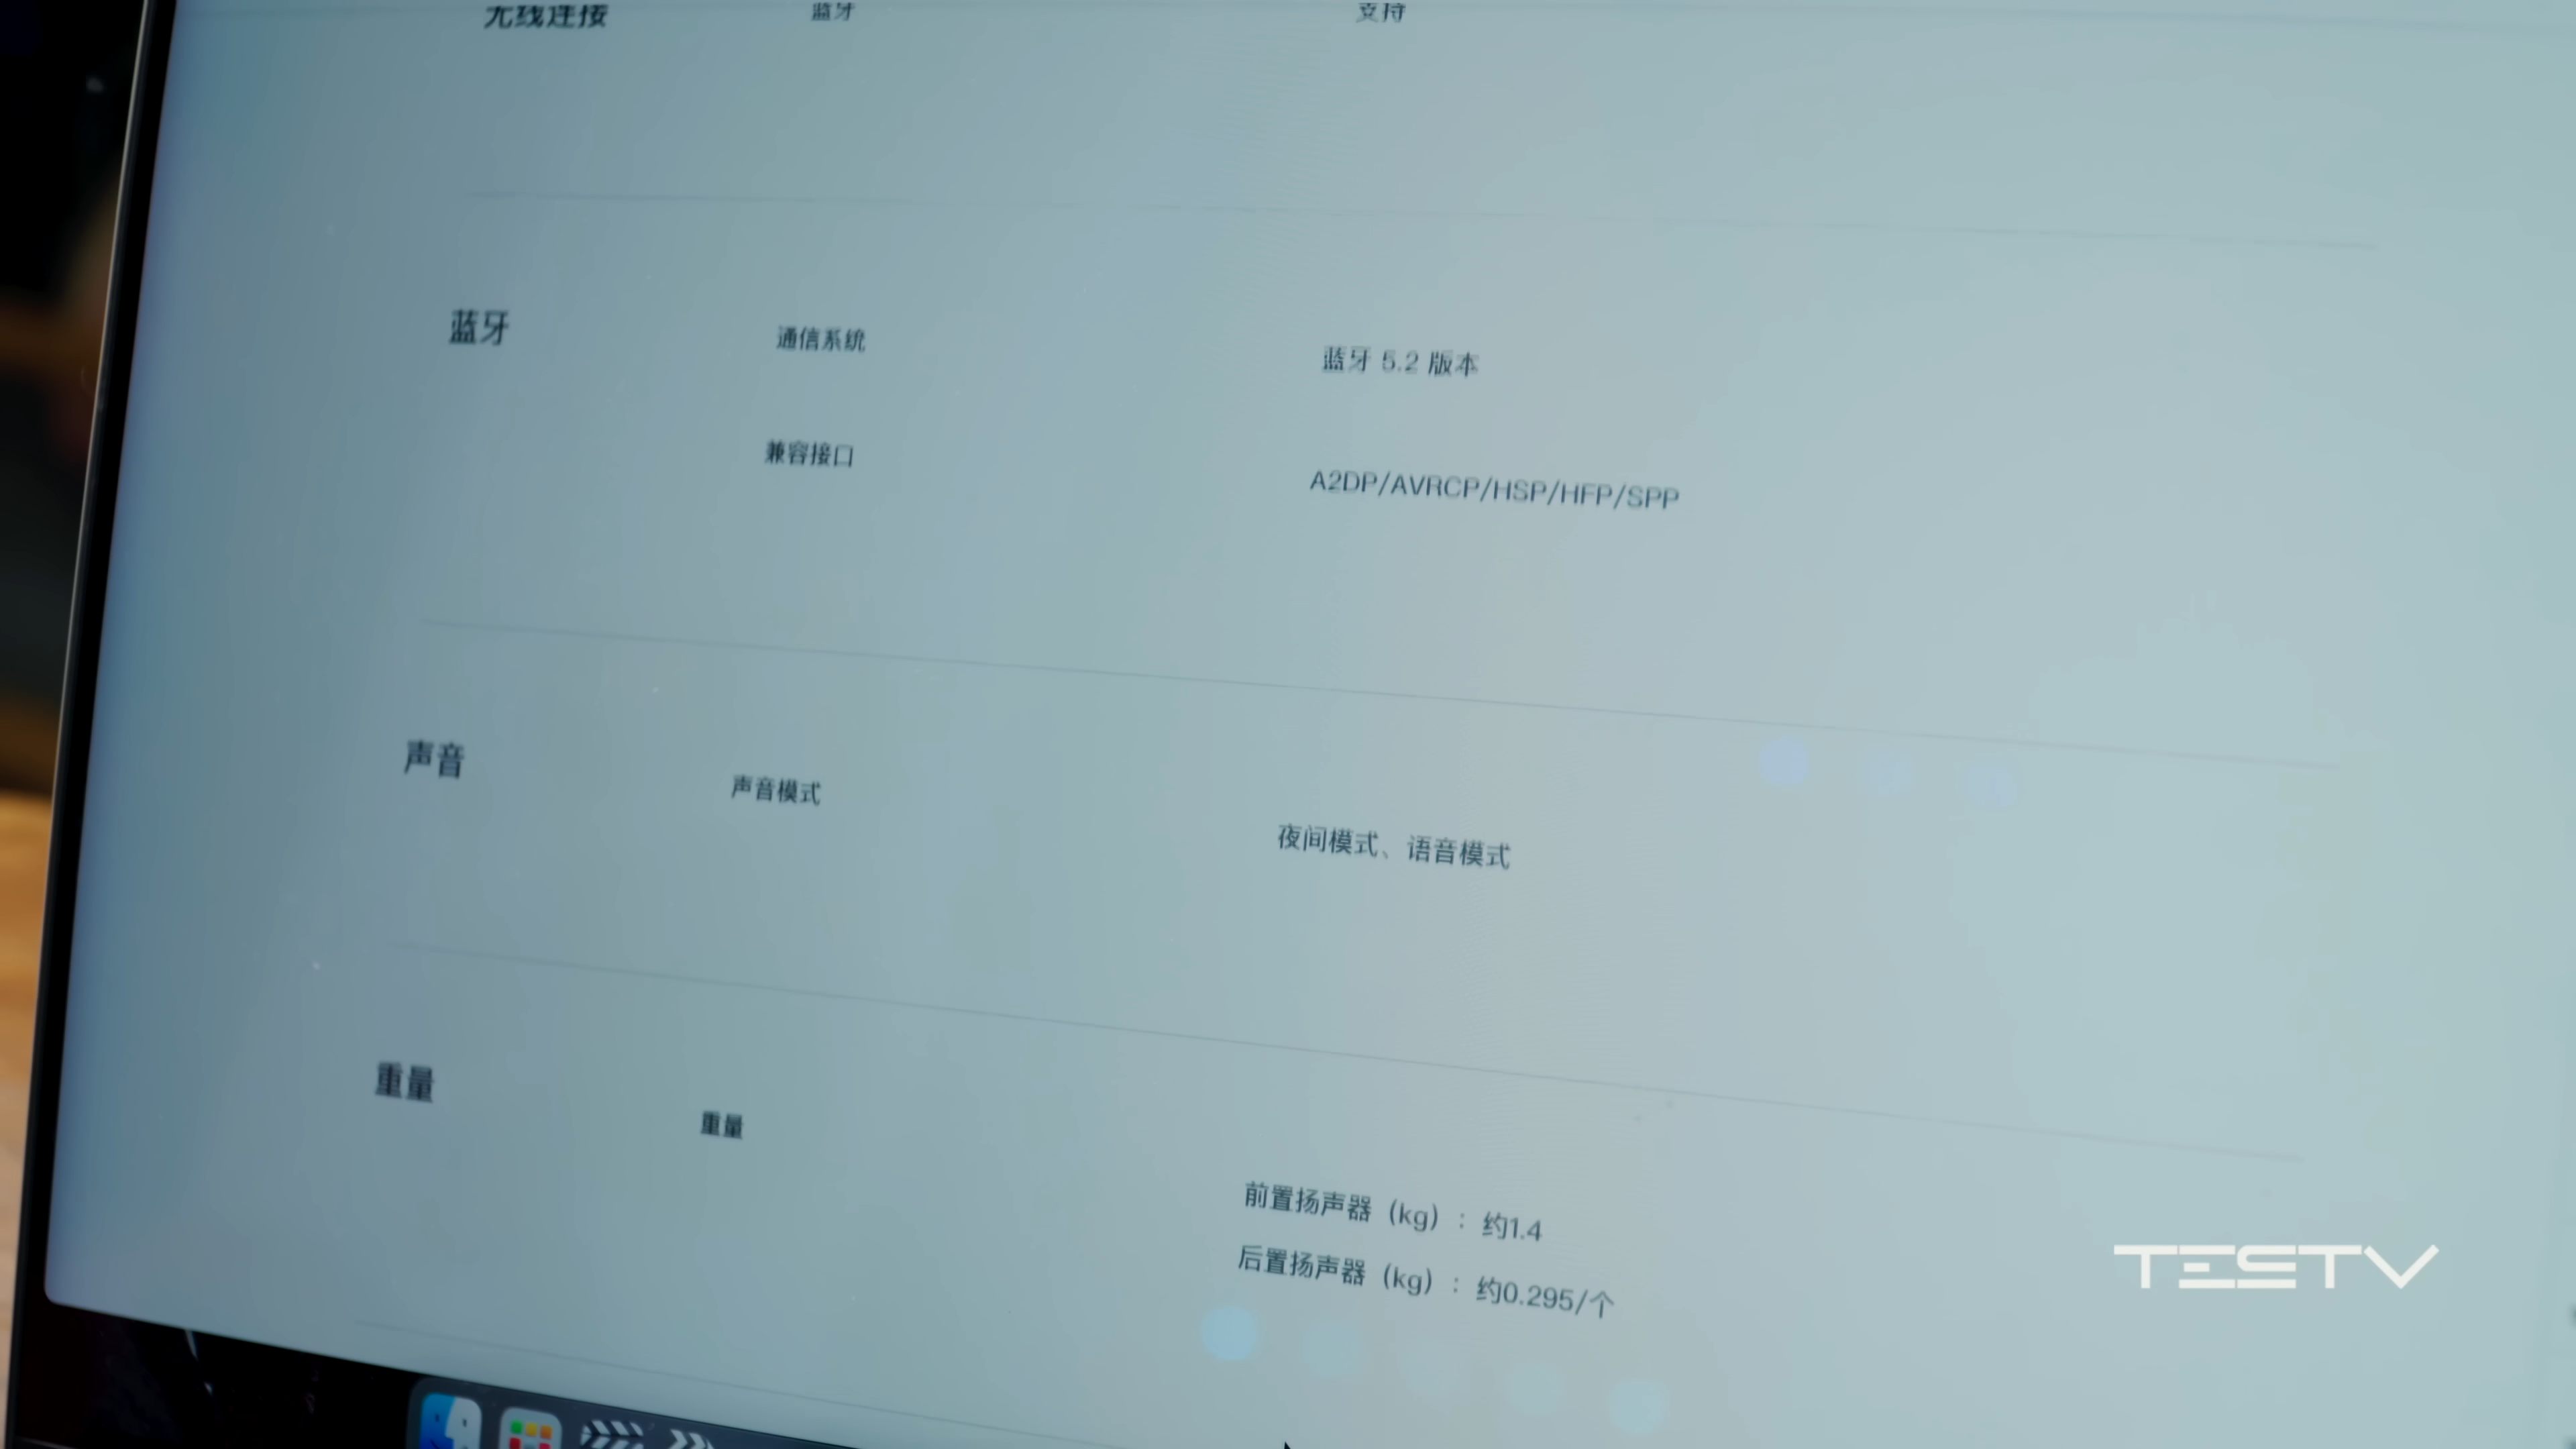 无线连接 蓝牙 支持
蓝牙 通信系统 蓝牙 5.2 版本
兼容接口 A2DP/AVRCP/HSP/HFP/SPP
声音 声音模式 夜间模式、语音模式
重量 重量 前置扬声器（kg）：约1.4
后置扬声器（kg）：约0.295/个
TESTV